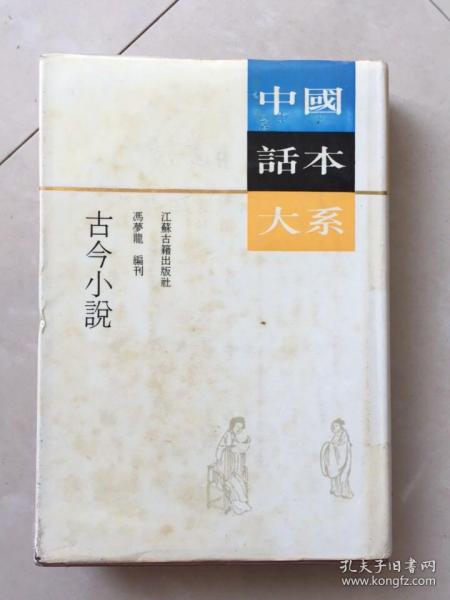 中國
話本
大系
江蘇古籍出版社
馮夢龍 編刊
古今小說
孔夫子旧书网
www.kongfz.com